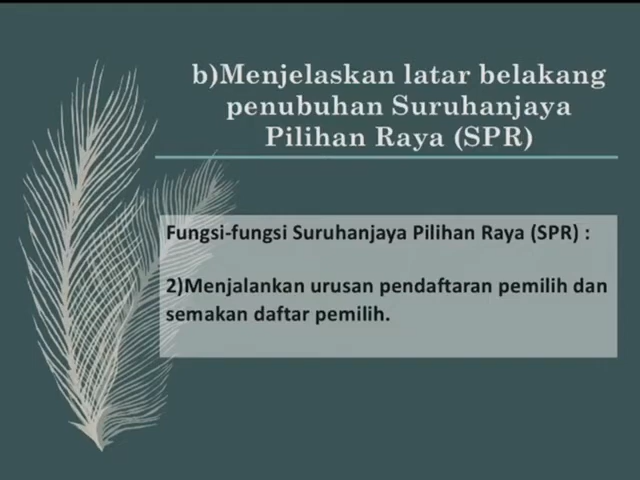 b)Menjelaskan latar belakang
penubuhan Suruhanjaya
Pilihan Raya (SPR)
Fungsi-fungsi Suruhanjaya Pilihan Raya (SPR) :
2)Menjalankan urusan pendaftaran pemilih dan
semakan daftar pemilih.